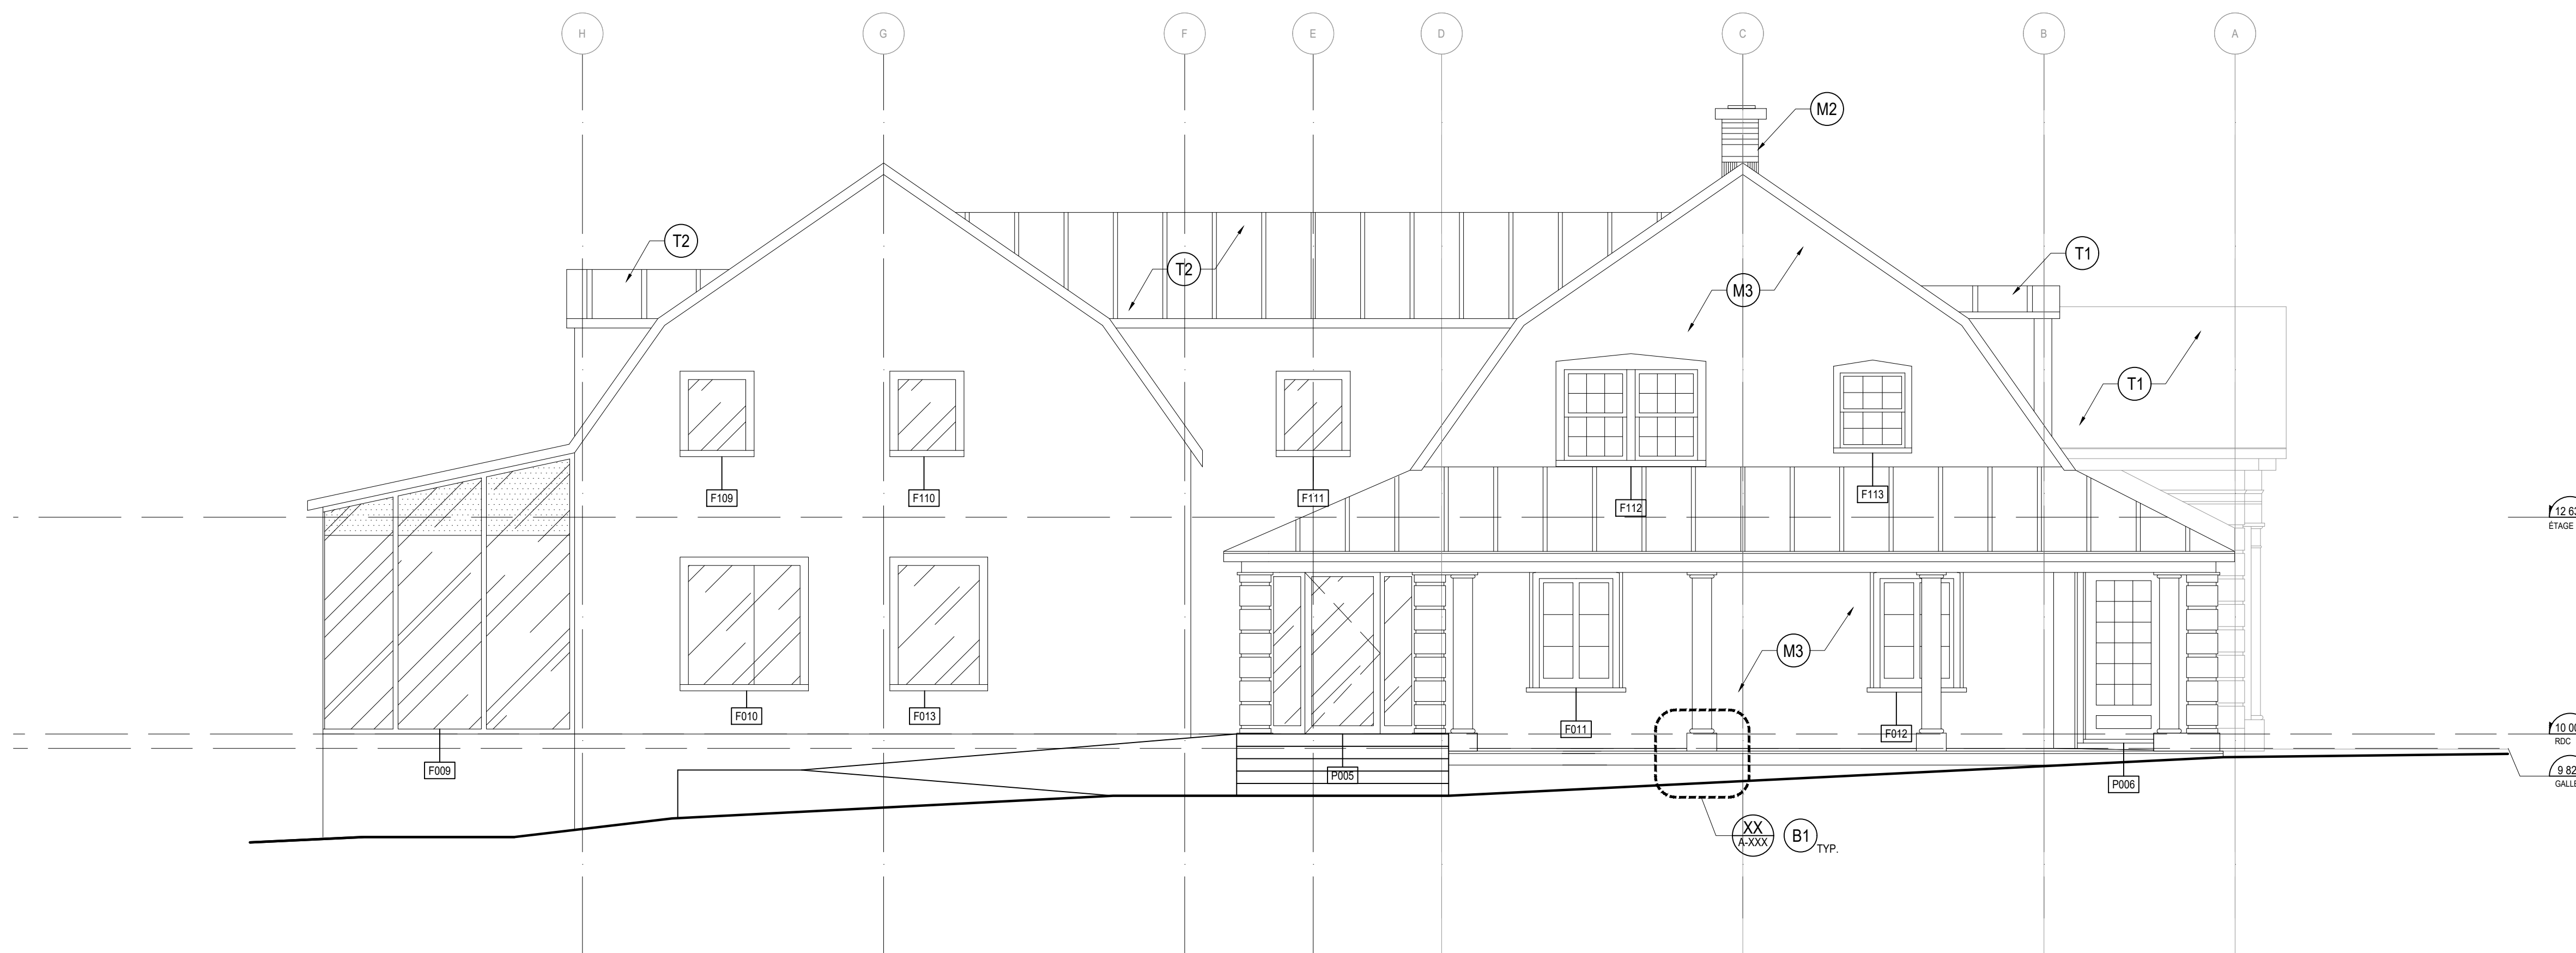 H
G
F
E
D
C
B
A
M2
T2
T2
T1
M3
T1
F109
F110
F111
F112
F113
ÉTAGE
M3
F010
F013
F011
F012
RDC
F009
P005
P006
XX
A-XXX
B1
TYP.